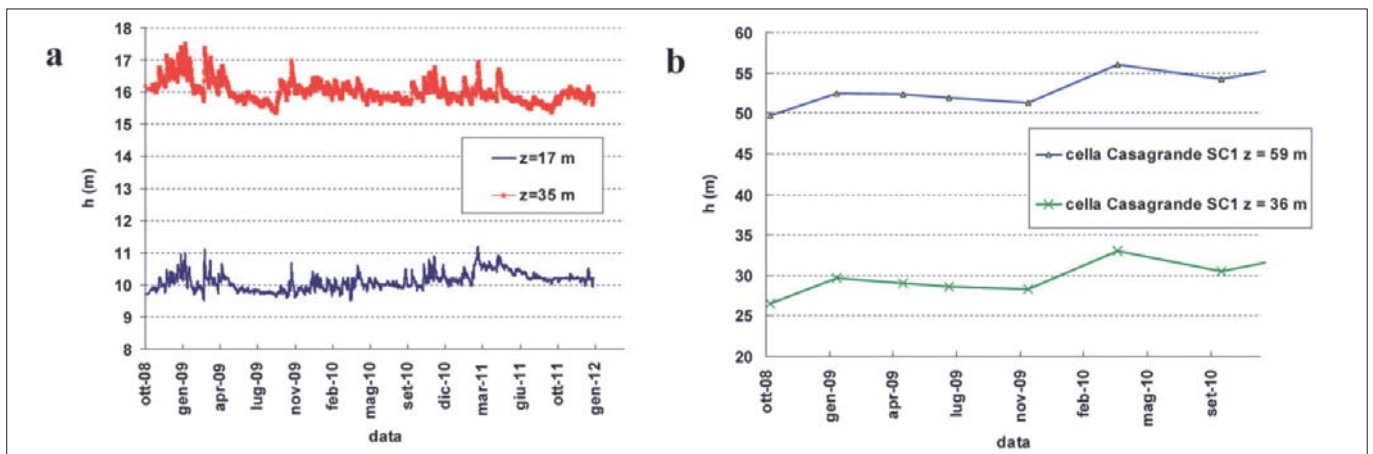 a
18
17
16
15
14
13
12
11
10
9
8
h (m)
z=17 m
z=35 m
ott-08
gen-09
apr-09
lug-09
nov-09
feb-10
mag-10
set-10
dic-10
mar-11
giu-11
ott-11
gen-12
data
b
60
55
50
45
40
35
30
25
20
h (m)
cella Casagrande SC1 z = 59 m
cella Casagrande SC1 z = 36 m
ott-08
gen-09
apr-09
lug-09
nov-09
feb-10
mag-10
set-10
data